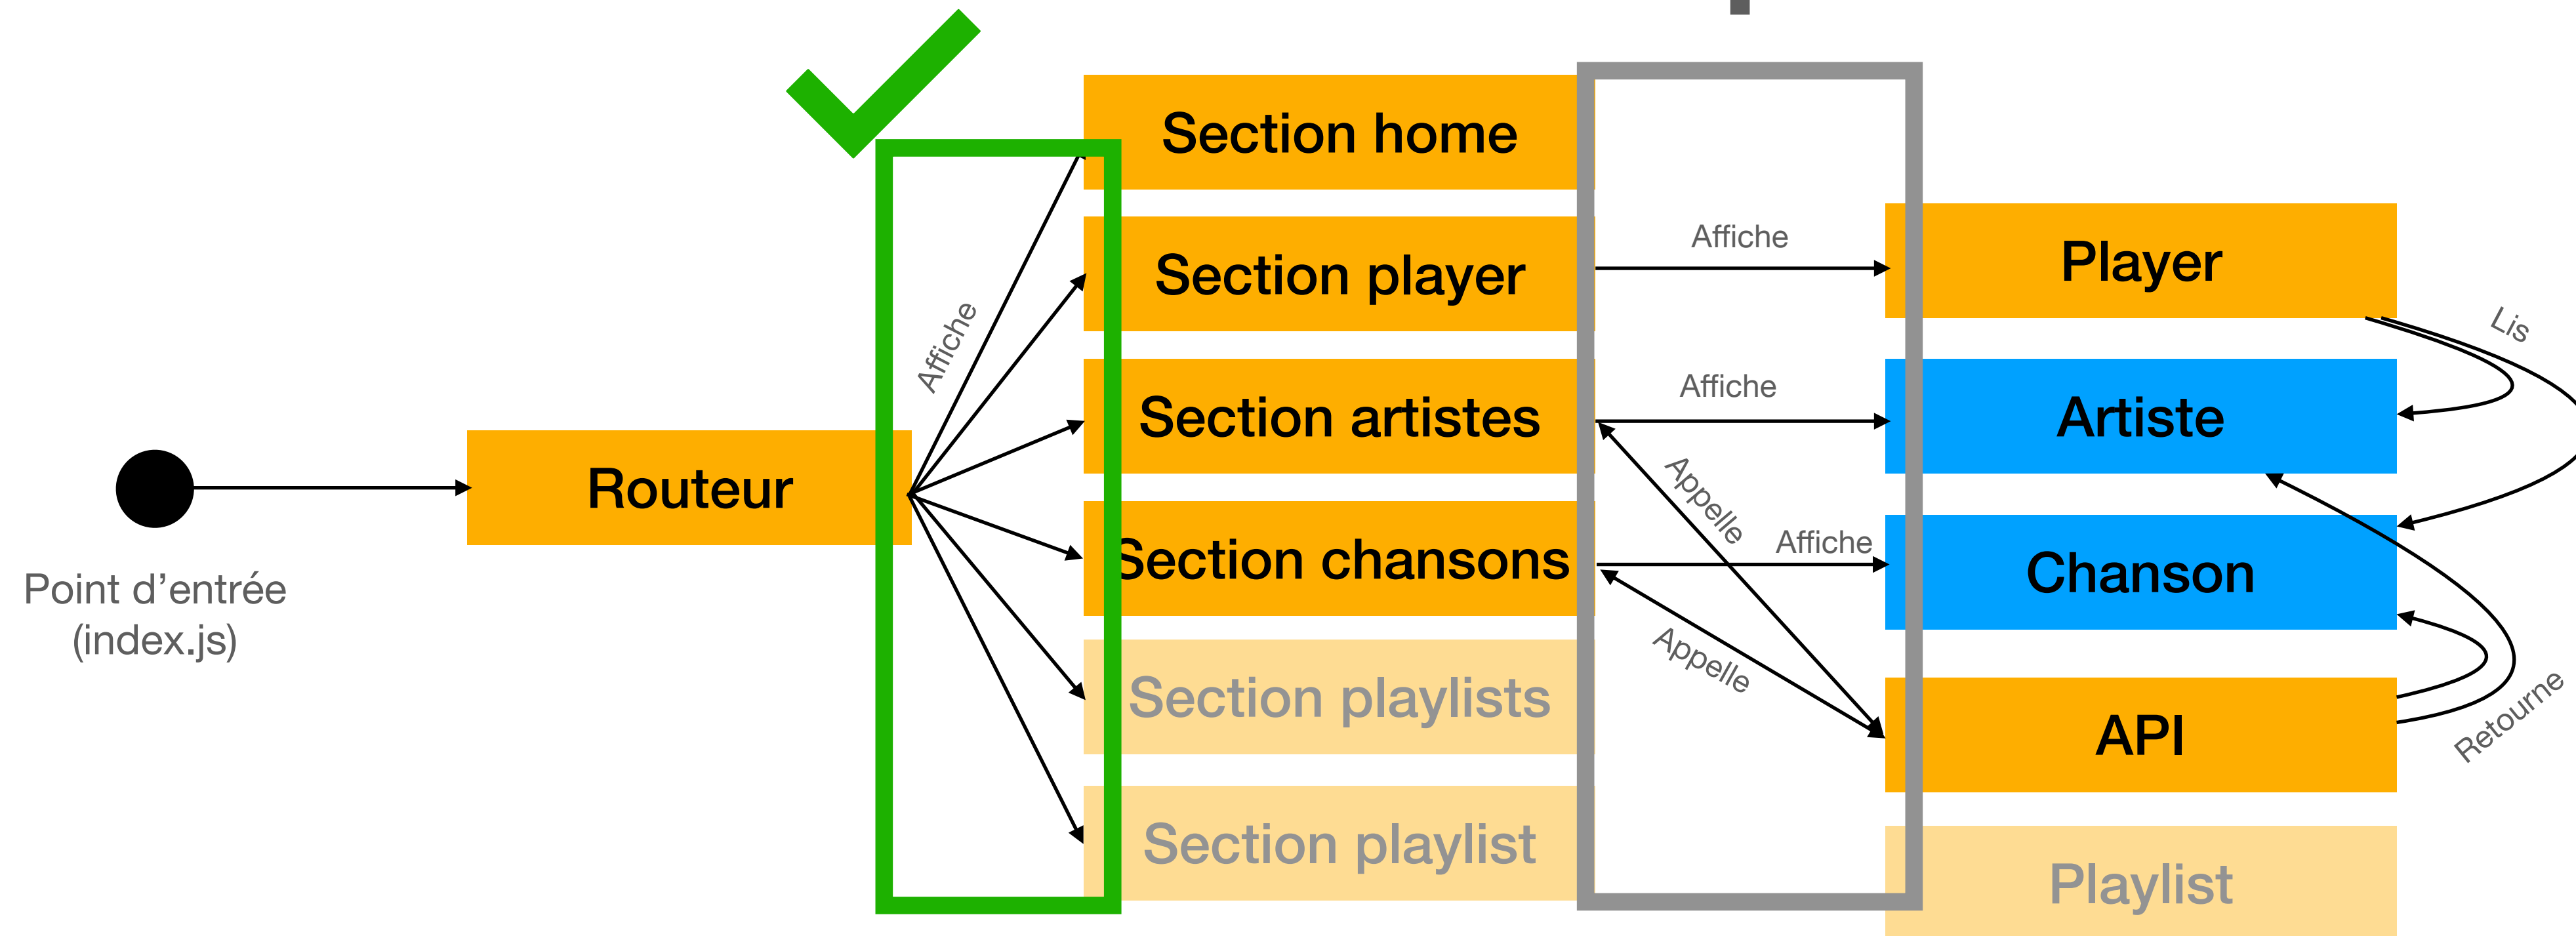 Section home
Affiche
Player
Section player
Lis
Affiche
Affiche
Section artistes
Artiste
Routeur
Appelle
Affiche
Section chansons
Chanson
Point d’entrée
(index.js)
Appelle
Section playlists
API
Retourne
Section playlist
Playlist